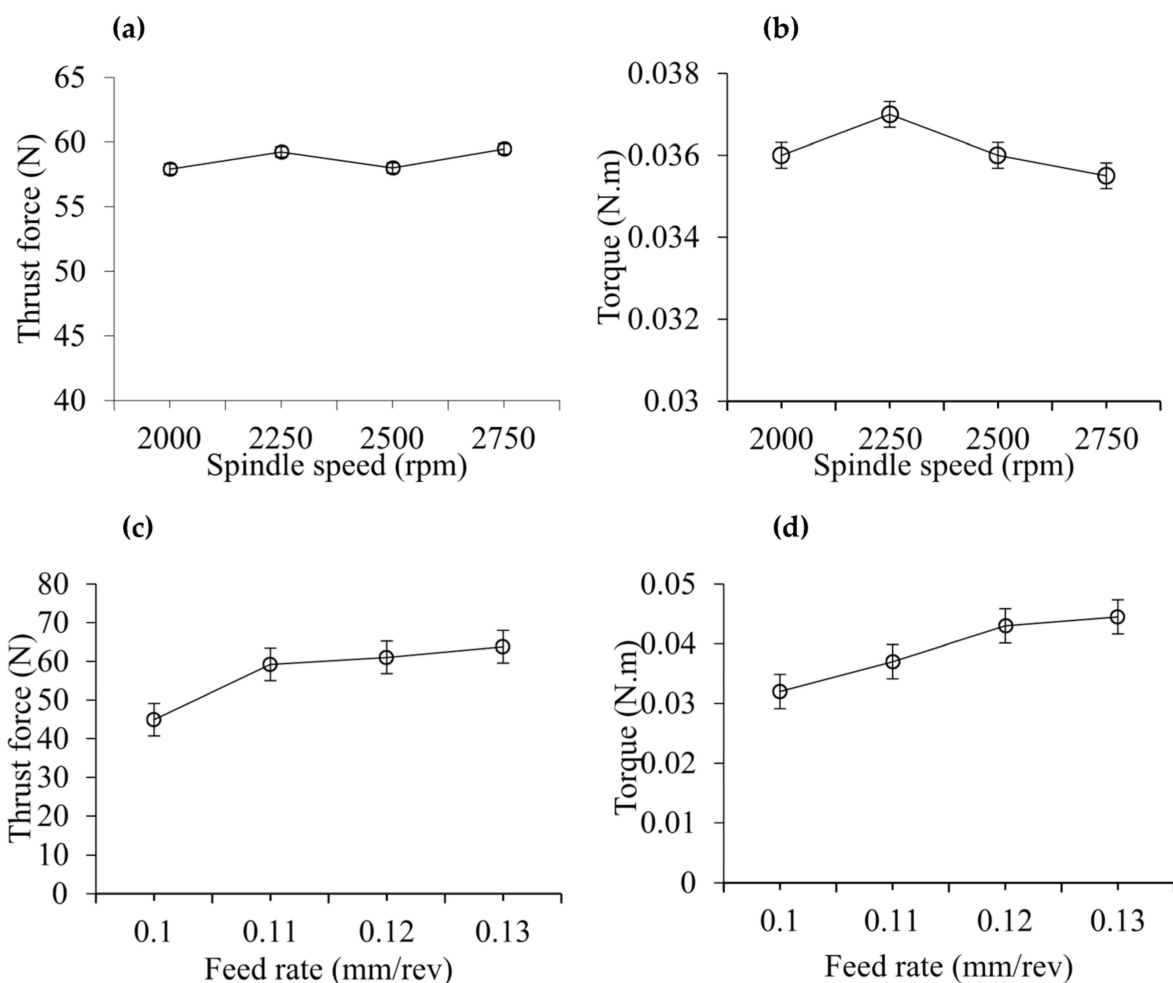 (a)
Thrust force (N)
65
60
55
50
45
40
2000 2250 2500 2750
Spindle speed (rpm)
(b)
Torque (N.m)
0.038
0.036
0.034
0.032
0.03
2000 2250 2500 2750
Spindle speed (rpm)
(c)
Thrust force (N)
80
70
60
50
40
30
20
10
0
0.1 0.11 0.12 0.13
Feed rate (mm/rev)
(d)
Torque (N.m)
0.05
0.04
0.03
0.02
0.01
0
0.1 0.11 0.12 0.13
Feed rate (mm/rev)